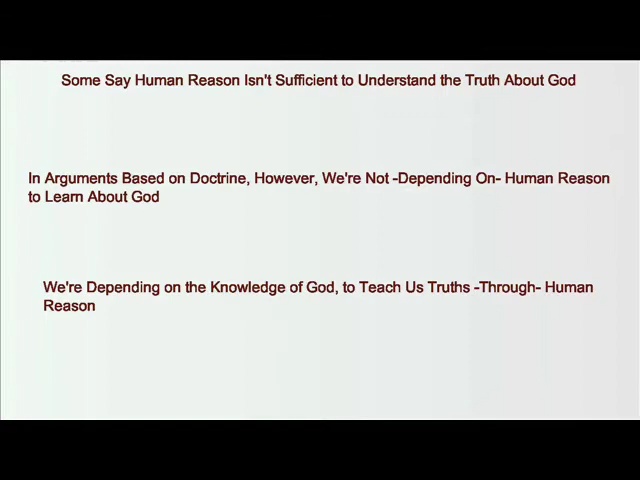 Some Say Human Reason Isn't Sufficient to Understand the Truth About God
In Arguments Based on Doctrine, However, We're Not -Depending On- Human Reason
to Learn About God
We're Depending on the Knowledge of God, to Teach Us Truths -Through- Human
Reason